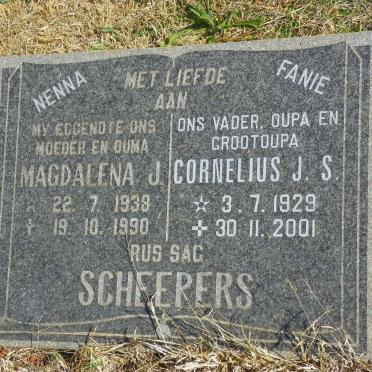 NENNA
FANIE
MET LIEFDE
AAN
MY EGGENOTE ONS
MOEDER EN OUMA
MAGDALENA J.
☆ 22. 7. 1938
✝ 19. 10. 1990
ONS VADER, OUPA EN
GROOTOUPA
CORNELIUS J. S.
☆ 3. 7. 1929
✝ 30. 11. 2001
RUS SAG
SCHEEPERS